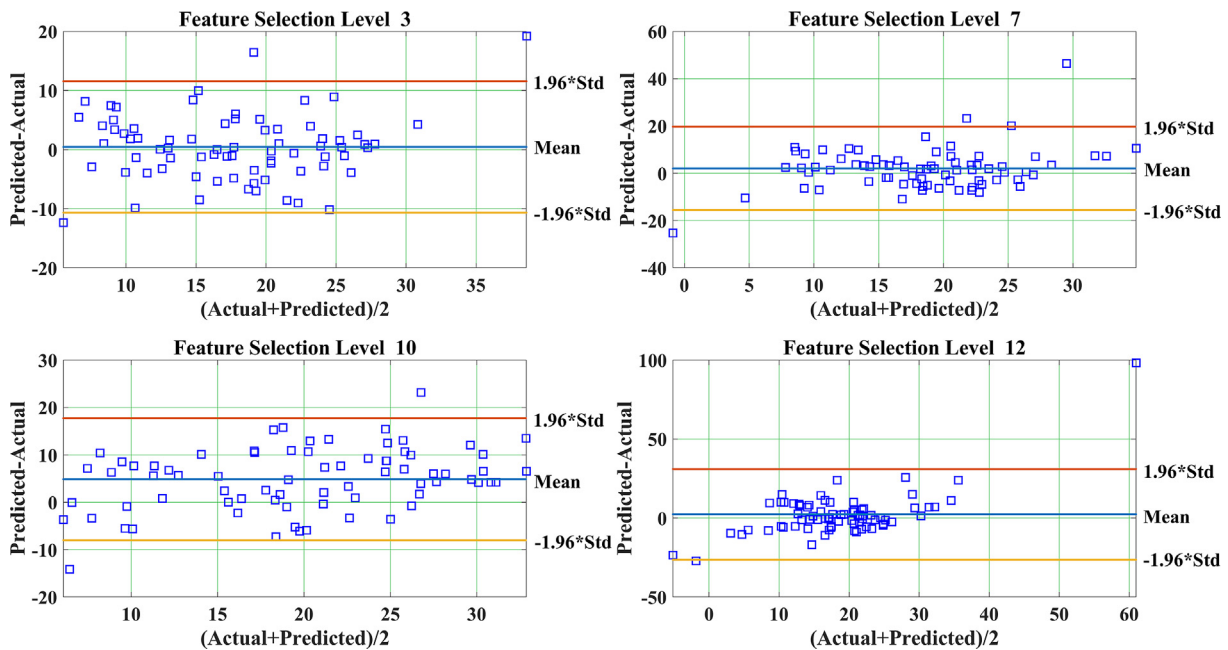 Feature Selection Level 3
20
10
0
-10
-20
Predicted-Actual
1.96*Std
Mean
-1.96*Std
10 15 20 25 30 35
(Actual+Predicted)/2
Feature Selection Level 7
60
40
20
0
-20
-40
Predicted-Actual
1.96*Std
Mean
-1.96*Std
0 5 10 15 20 25 30
(Actual+Predicted)/2
Feature Selection Level 10
30
20
10
0
-10
-20
Predicted-Actual
1.96*Std
Mean
-1.96*Std
10 15 20 25 30
(Actual+Predicted)/2
Feature Selection Level 12
100
50
0
-50
Predicted-Actual
1.96*Std
Mean
-1.96*Std
0 10 20 30 40 50 60
(Actual+Predicted)/2